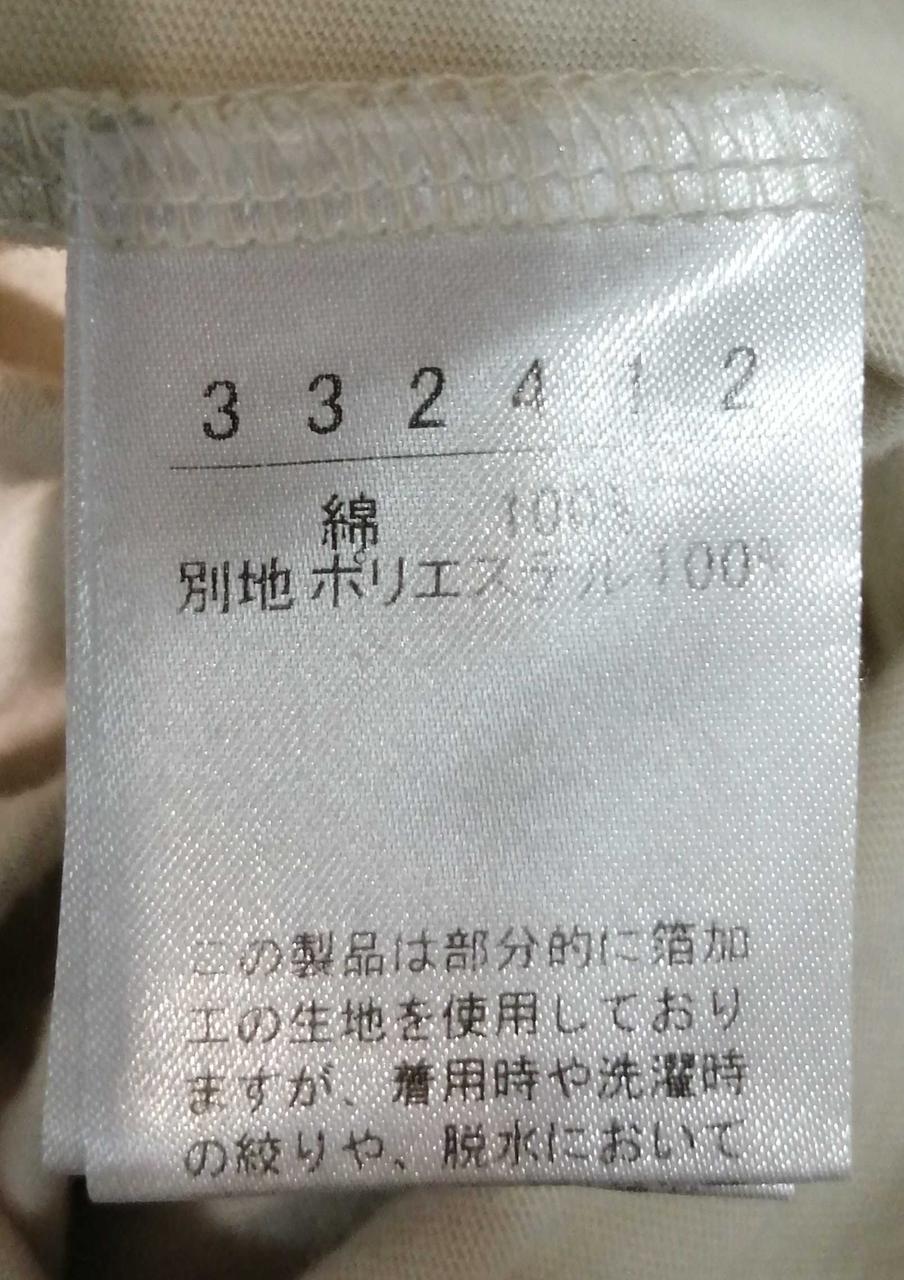 3 3 2 4 1 2
綿 100%
別地 ポリエステル 100%
この製品は部分的に箔加
工の生地を使用しており
ますが、着用時や洗濯時
の絞りや、脱水において